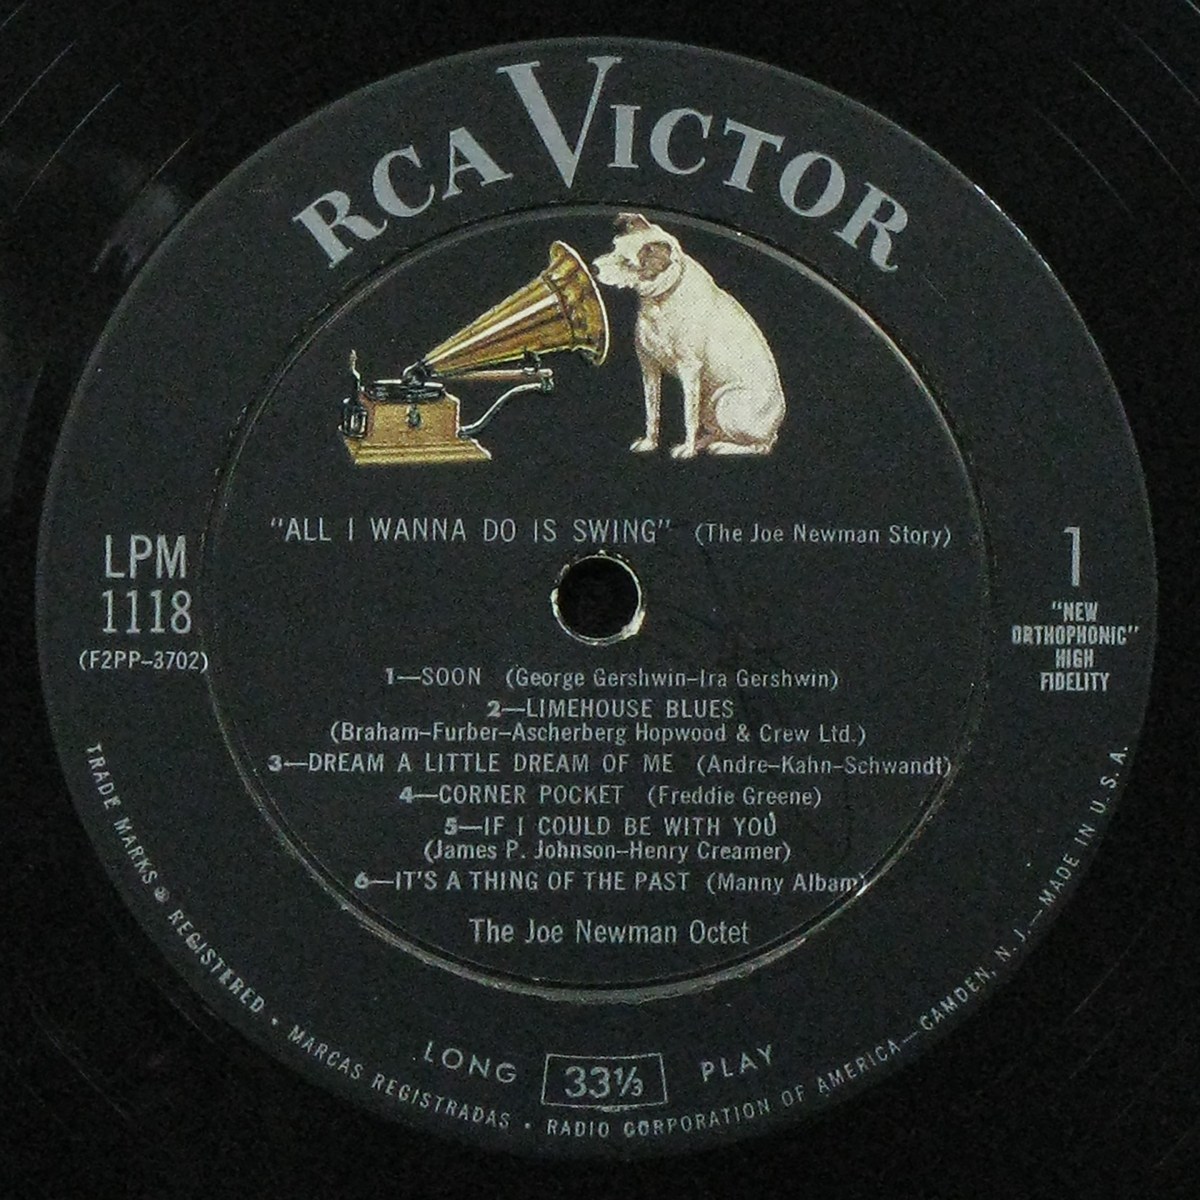 RCA VICTOR
"ALL I WANNA DO IS SWING" (The Joe Newman Story)
LPM
1118
(F2PP-3702)
1
"NEW
ORTHOPHONIC"
HIGH
FIDELITY
1—SOON (George Gershwin-Ira Gershwin)
2—LIMEHOUSE BLUES
(Braham-Furber-Ascherberg Hopwood & Crew Ltd.)
3—DREAM A LITTLE DREAM OF ME (Andre-Kahn-Schwandt)
4—CORNER POCKET (Freddie Greene)
5—IF I COULD BE WITH YOU
(James P. Johnson-Henry Creamer)
6—IT'S A THING OF THE PAST (Manny Albam)
The Joe Newman Octet
LONG 33⅓ PLAY
TRADE MARKS ® REGISTERED • MARCAS REGISTRADAS • RADIO CORPORATION OF AMERICA—CAMDEN, N. J.—MADE IN U. S. A.